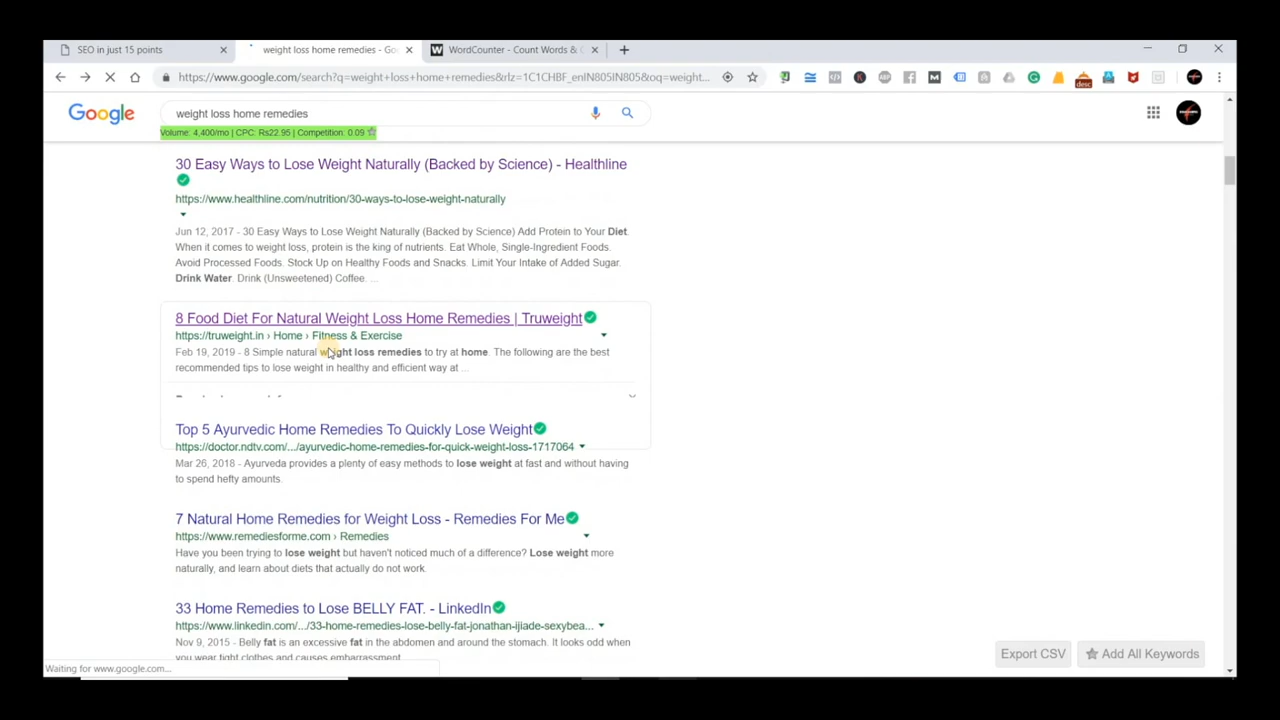 SEO in just 15 points
weight loss home remedies - Go
WordCounter - Count Words &
https://www.google.com/search?q=weight+loss+home+remedies&rlz=1C1CHBF_enIN805IN805&oq=weight...
desc
Google
weight loss home remedies
Volume: 4,400/mo | CPC: Rs22.95 | Competition: 0.09
30 Easy Ways to Lose Weight Naturally (Backed by Science) - Healthline
https://www.healthline.com/nutrition/30-ways-to-lose-weight-naturally
Jun 12, 2017 - 30 Easy Ways to Lose Weight Naturally (Backed by Science) Add Protein to Your Diet.
When it comes to weight loss, protein is the king of nutrients. Eat Whole, Single-Ingredient Foods.
Avoid Processed Foods. Stock Up on Healthy Foods and Snacks. Limit Your Intake of Added Sugar.
Drink Water. Drink (Unsweetened) Coffee. ...
8 Food Diet For Natural Weight Loss Home Remedies | Truweight
https://truweight.in › Home › Fitness & Exercise
Feb 19, 2019 - 8 Simple natural weight loss remedies to try at home. The following are the best
recommended tips to lose weight in healthy and efficient way at ...
Top 5 Ayurvedic Home Remedies To Quickly Lose Weight
https://doctor.ndtv.com/.../ayurvedic-home-remedies-for-quick-weight-loss-1717064
Mar 26, 2018 - Ayurveda provides a plenty of easy methods to lose weight at fast and without having
to spend hefty amounts.
7 Natural Home Remedies for Weight Loss - Remedies For Me
https://www.remediesforme.com › Remedies
Have you been trying to lose weight but haven't noticed much of a difference? Lose weight more
naturally, and learn about diets that actually do not work.
33 Home Remedies to Lose BELLY FAT. - LinkedIn
https://www.linkedin.com/.../33-home-remedies-lose-belly-fat-jonathan-ijiade-sexybea...
Nov 9, 2015 - Belly fat is an excessive fat in the abdomen and around the stomach. It looks odd when
you wear tight clothes and causes embarrassment
Export CSV
Add All Keywords
Waiting for www.google.com...